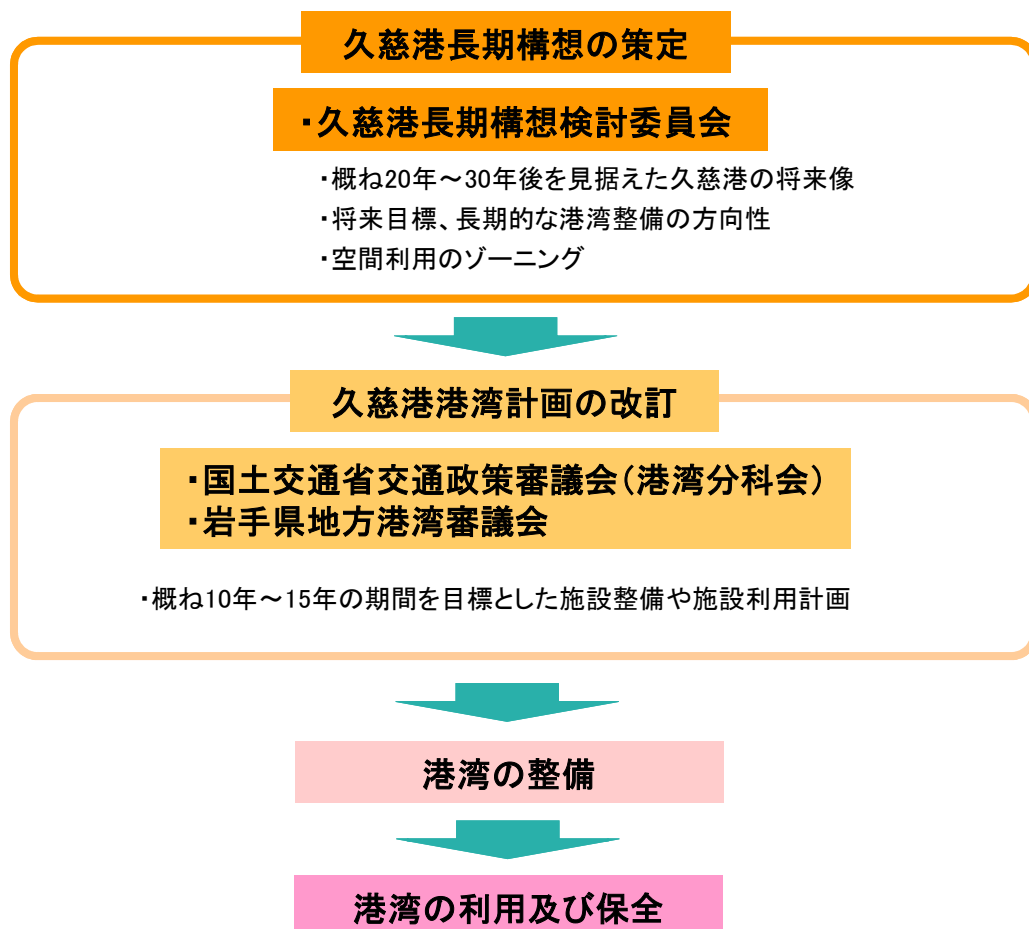 久慈港長期構想の策定
・久慈港長期構想検討委員会
・概ね20年～30年後を見据えた久慈港の将来像
・将来目標、長期的な港湾整備の方向性
・空間利用のゾーニング
久慈港港湾計画の改訂
・国土交通省交通政策審議会（港湾分科会）
・岩手県地方港湾審議会
・概ね10年～15年の期間を目標とした施設整備や施設利用計画
港湾の整備
港湾の利用及び保全